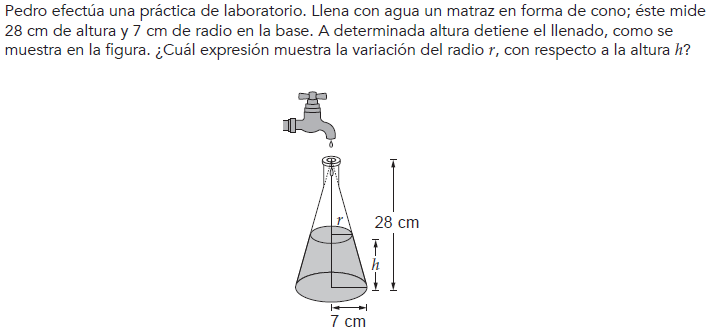 Pedro efectúa una práctica de laboratorio. Llena con agua un matraz en forma de cono; éste mide
28 cm de altura y 7 cm de radio en la base. A determinada altura detiene el llenado, como se
muestra en la figura. ¿Cuál expresión muestra la variación del radio r, con respecto a la altura h?
r
28 cm
h
7 cm